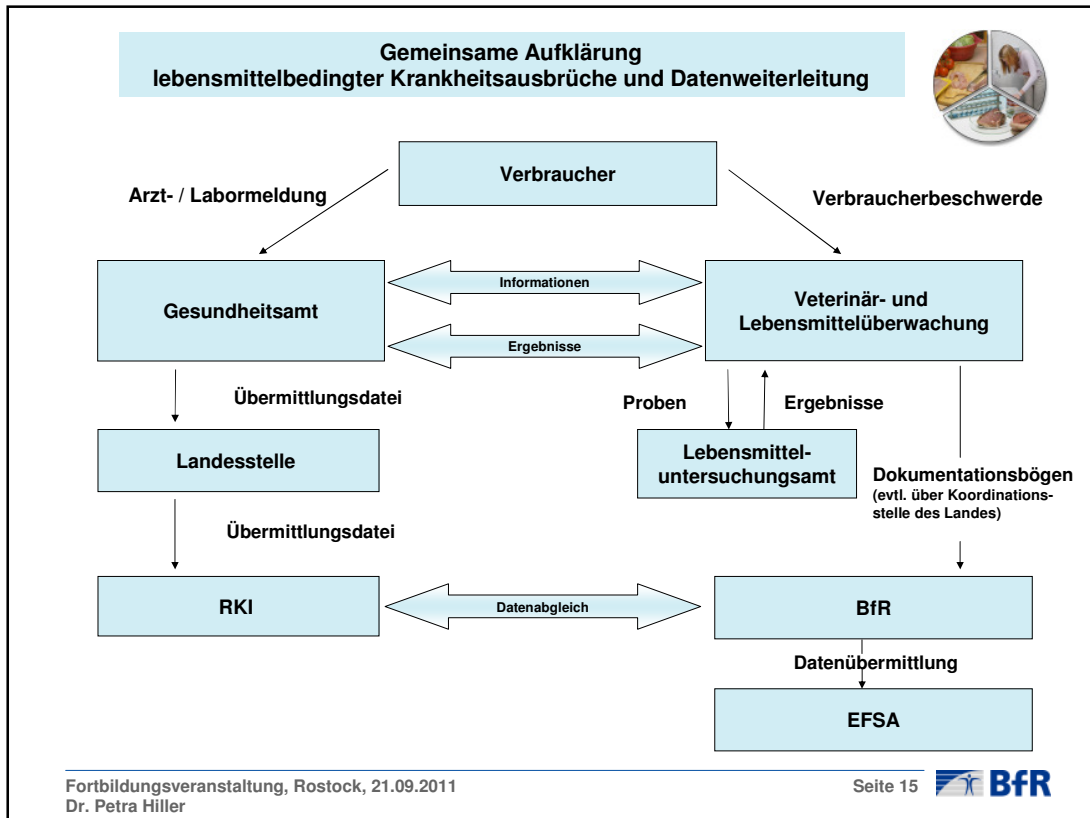 Gemeinsame Aufklärung
lebensmittelbedingter Krankheitsausbrüche und Datenweiterleitung
Verbraucher
Arzt- / Labormeldung
Verbraucherbeschwerde
Gesundheitsamt
Informationen
Ergebnisse
Veterinär- und
Lebensmittelüberwachung
Übermittlungsdatei
Proben
Ergebnisse
Landesstelle
Lebensmittel-
untersuchungsamt
Dokumentationsbögen
(evtl. über Koordinations-
stelle des Landes)
Übermittlungsdatei
RKI
Datenabgleich
BfR
Datenübermittlung
EFSA
Fortbildungsveranstaltung, Rostock, 21.09.2011
Dr. Petra Hiller
Seite 15
BfR